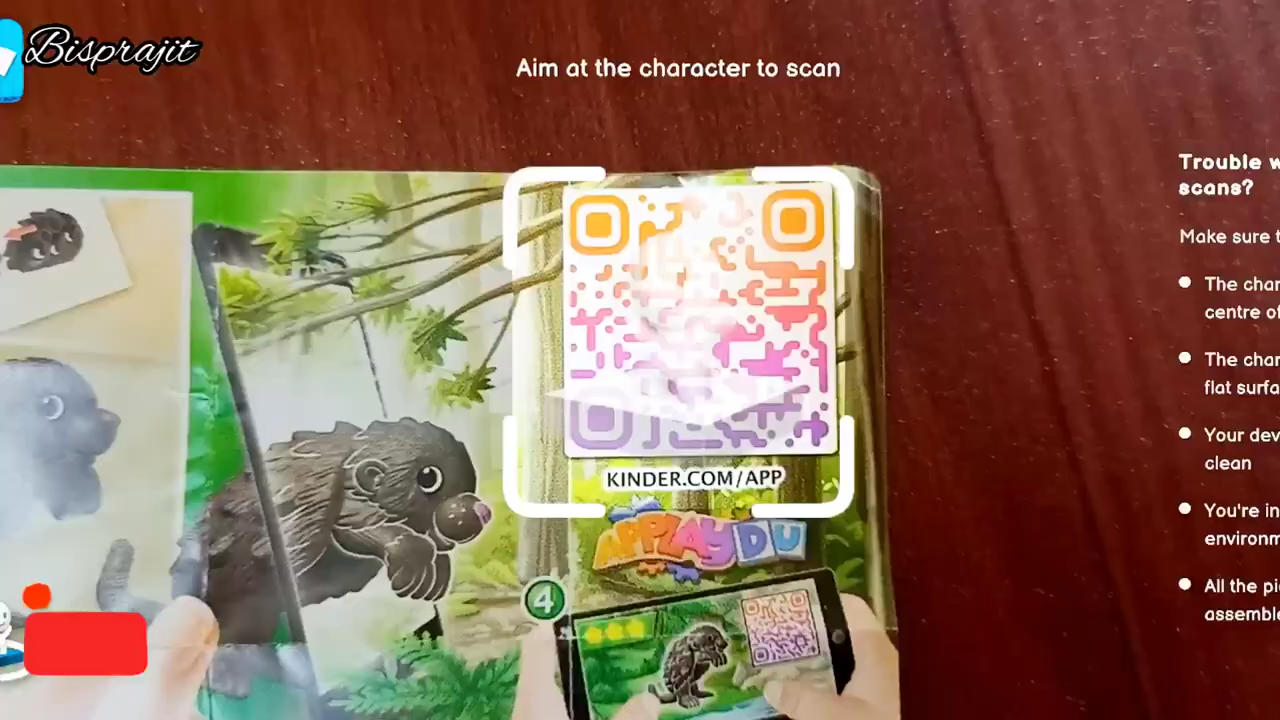 Bisprajit
Aim at the character to scan
Trouble w
scans?
Make sure t
The char
centre of
The char
flat surfa
Your dev
clean
You're in
environm
All the pi
assemble
KINDER.COM/APP
APPLAYDU
4